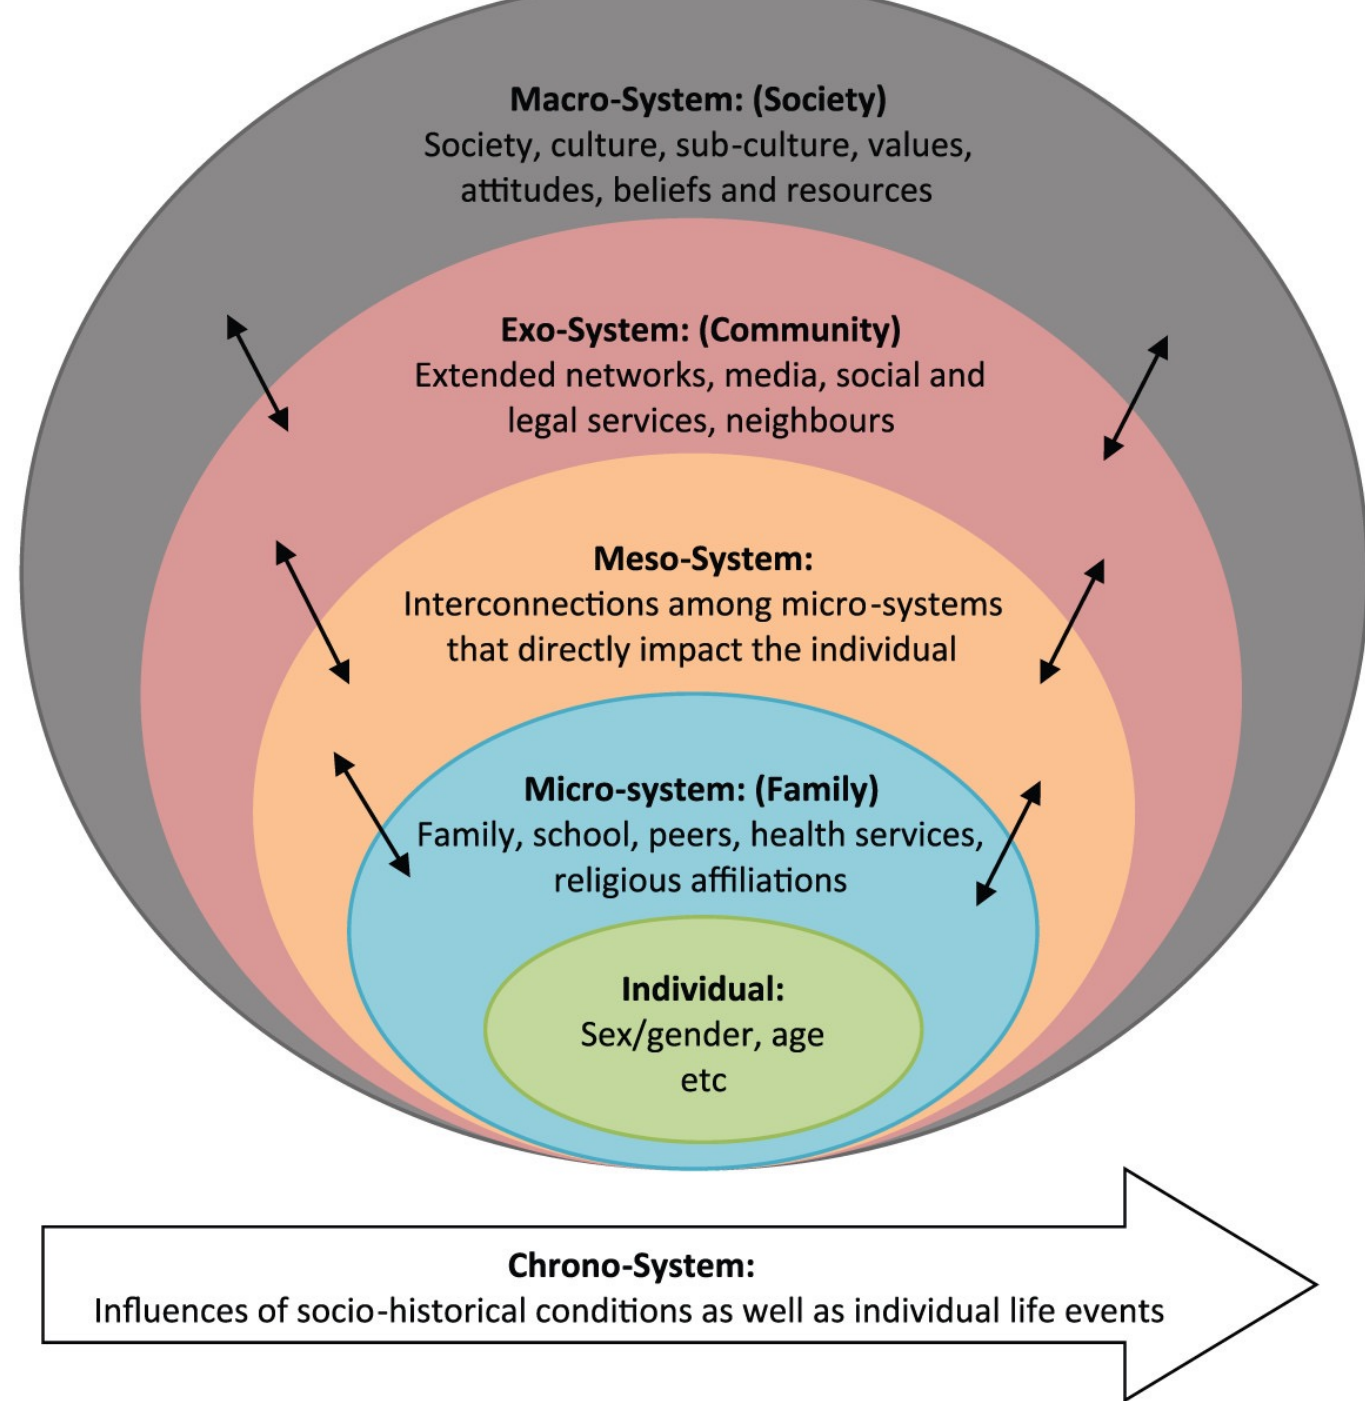 Macro-System: (Society)
Society, culture, sub-culture, values,
attitudes, beliefs and resources
Exo-System: (Community)
Extended networks, media, social and
legal services, neighbours
Meso-System:
Interconnections among micro-systems
that directly impact the individual
Micro-system: (Family)
Family, school, peers, health services,
religious affiliations
Individual:
Sex/gender, age
etc
Chrono-System:
Influences of socio-historical conditions as well as individual life events